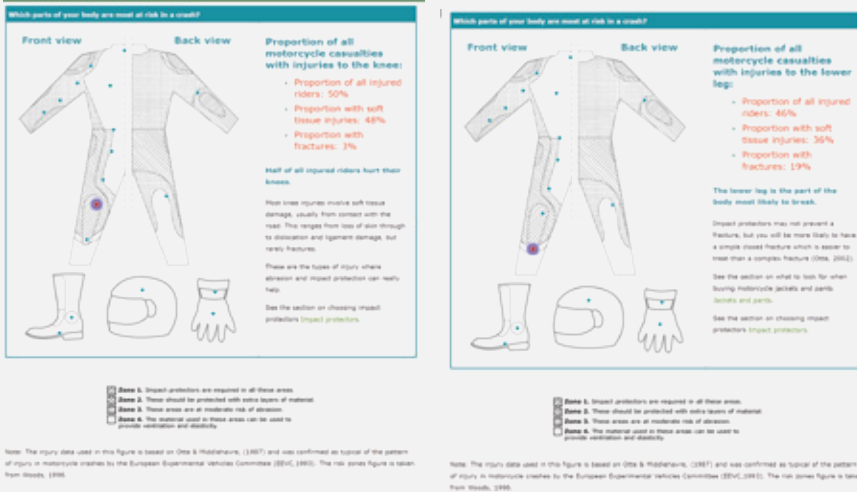 Which parts of your body are most at risk in a crash?
Front view
Back view
Proportion of all
motorcycle casualties
with injuries to the knee:
Proportion of all injured
riders: 50%
Proportion with soft
tissue injuries: 48%
Proportion with
fractures: 3%
Half of all injured riders hurt their
knees.
Most knee injuries involve soft tissue
damage, usually from contact with the
road. This ranges from loss of skin through
to dislocation and ligament damage, but
rarely fractures.
These are the types of injury where
abrasion and impact protection can really
help.
See the section on choosing impact
protectors Impact protectors.
Zone 1. Impact protectors are required in all these areas.
Zone 2. These should be protected with extra layers of material.
Zone 3. These areas are at moderate risk of abrasion.
Zone 4. The material used in these areas can be used to
provide ventilation and elasticity.
Note: The injury data used in this figure is based on Otte & Middelhauve, (1987) and was confirmed as typical of the pattern
of injury in motorcycle crashes by the European Experimental Vehicles Committee (EEVC, 1993). The risk zones figure is taken
from Woods, 1996.
Which parts of your body are most at risk in a crash?
Front view
Back view
Proportion of all
motorcycle casualties
with injuries to the lower
leg:
Proportion of all injured
riders: 46%
Proportion with soft
tissue injuries: 36%
Proportion with
fractures: 19%
The lower leg is the part of the
body most likely to break.
Impact protectors may not prevent a
fracture, but you will be more likely to have
a simple closed fracture which is easier to
treat than a complex fracture (Otte, 2002).
See the section on what to look for when
buying motorcycle jackets and pants
Jackets and pants.
See the section on choosing impact
protectors Impact protectors.
Zone 1. Impact protectors are required in all these areas.
Zone 2. These should be protected with extra layers of material.
Zone 3. These areas are at moderate risk of abrasion.
Zone 4. The material used in these areas can be used to
provide ventilation and elasticity.
Note: The injury data used in this figure is based on Otte & Middelhauve, (1987) and was confirmed as typical of the pattern
of injury in motorcycle crashes by the European Experimental Vehicles Committee (EEVC, 1993). The risk zones figure is
from Woods, 1996.